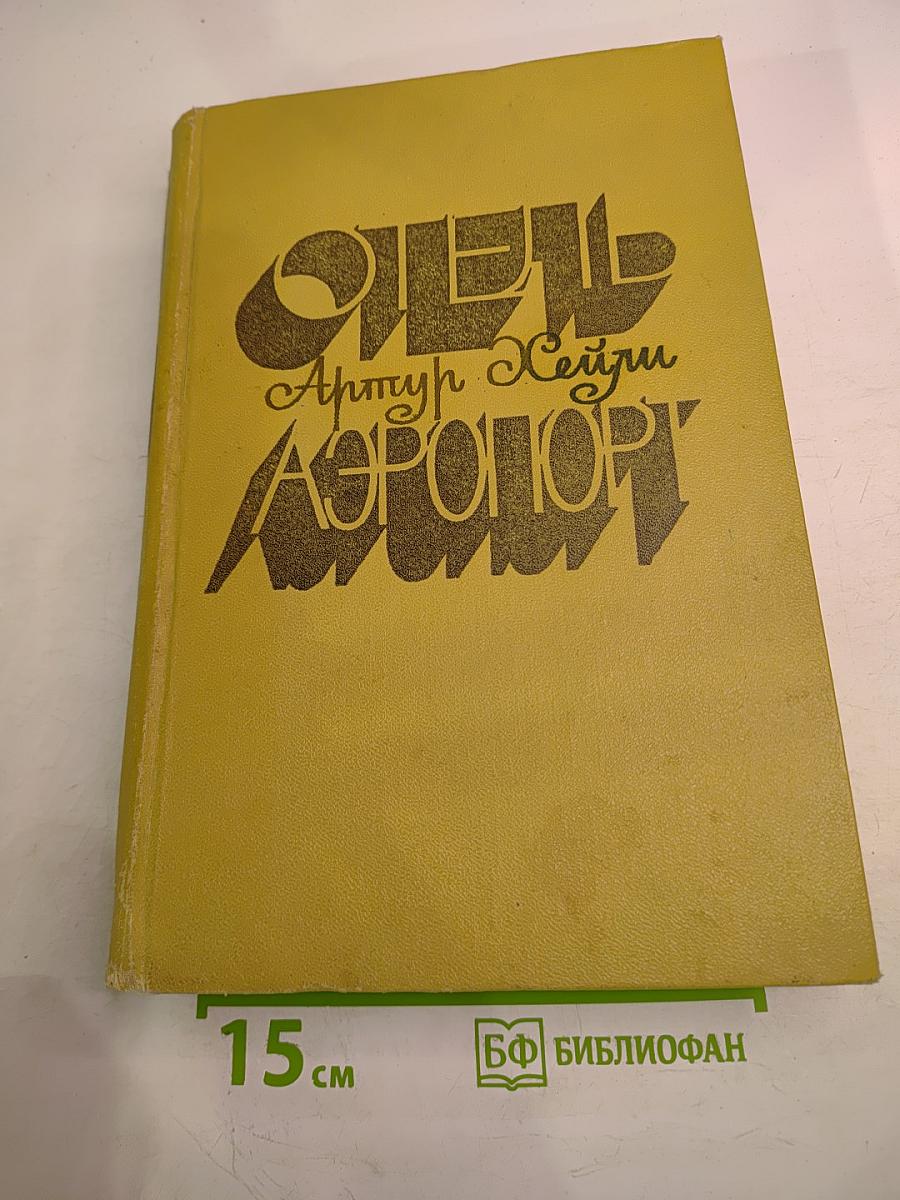 ОТЕЛЬ
Артур Хейли
АЭРОПОРТ
15 см
БФ БИБЛИОФАН